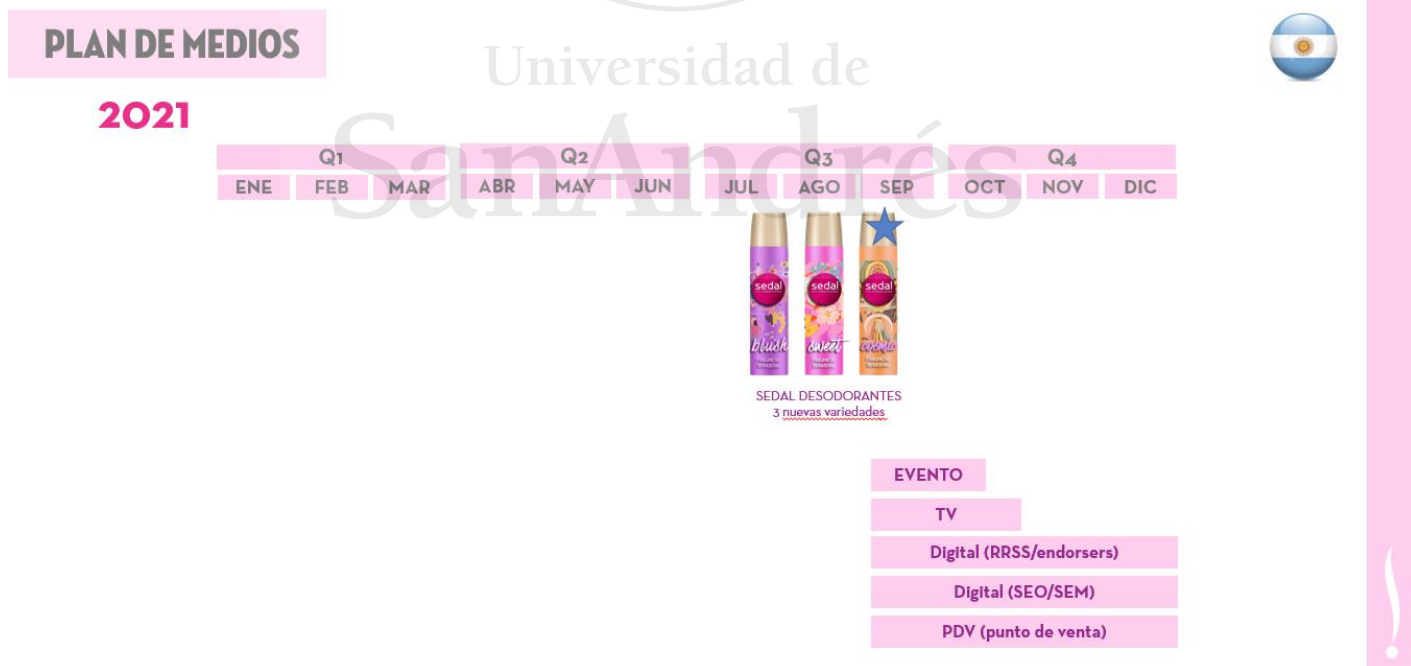 PLAN DE MEDIOS
Universidad de
SanAndrés
2021
Q1 Q2 Q3 Q4
ENE FEB MAR ABR MAY JUN JUL AGO SEP OCT NOV DIC
sedal sedal sedal
blush sweet cosmic
SEDAL DESODORANTES
3 nuevas variedades
EVENTO
TV
Digital (RRSS/endorsers)
Digital (SEO/SEM)
PDV (punto de venta)